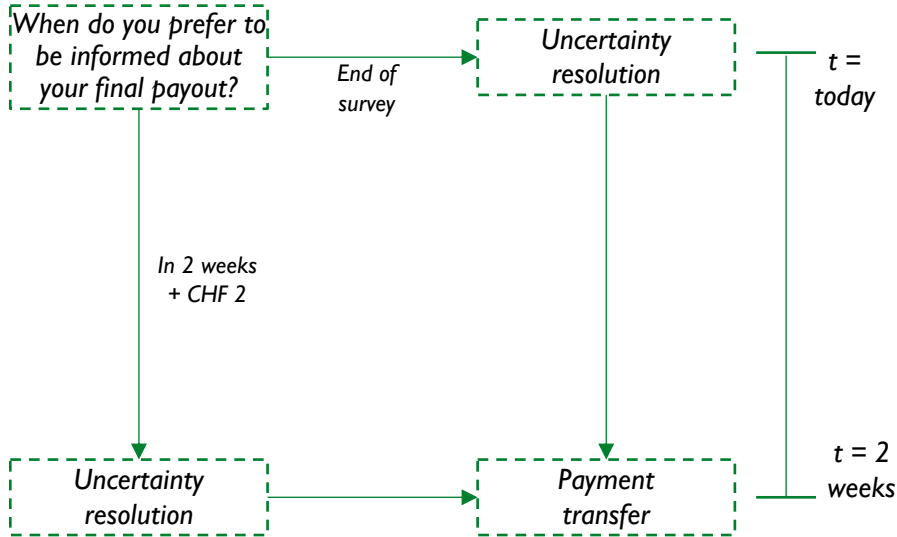 When do you prefer to
be informed about
your final payout?
End of
survey
Uncertainty
resolution
t =
today
In 2 weeks
+ CHF 2
Uncertainty
resolution
Payment
transfer
t = 2
weeks